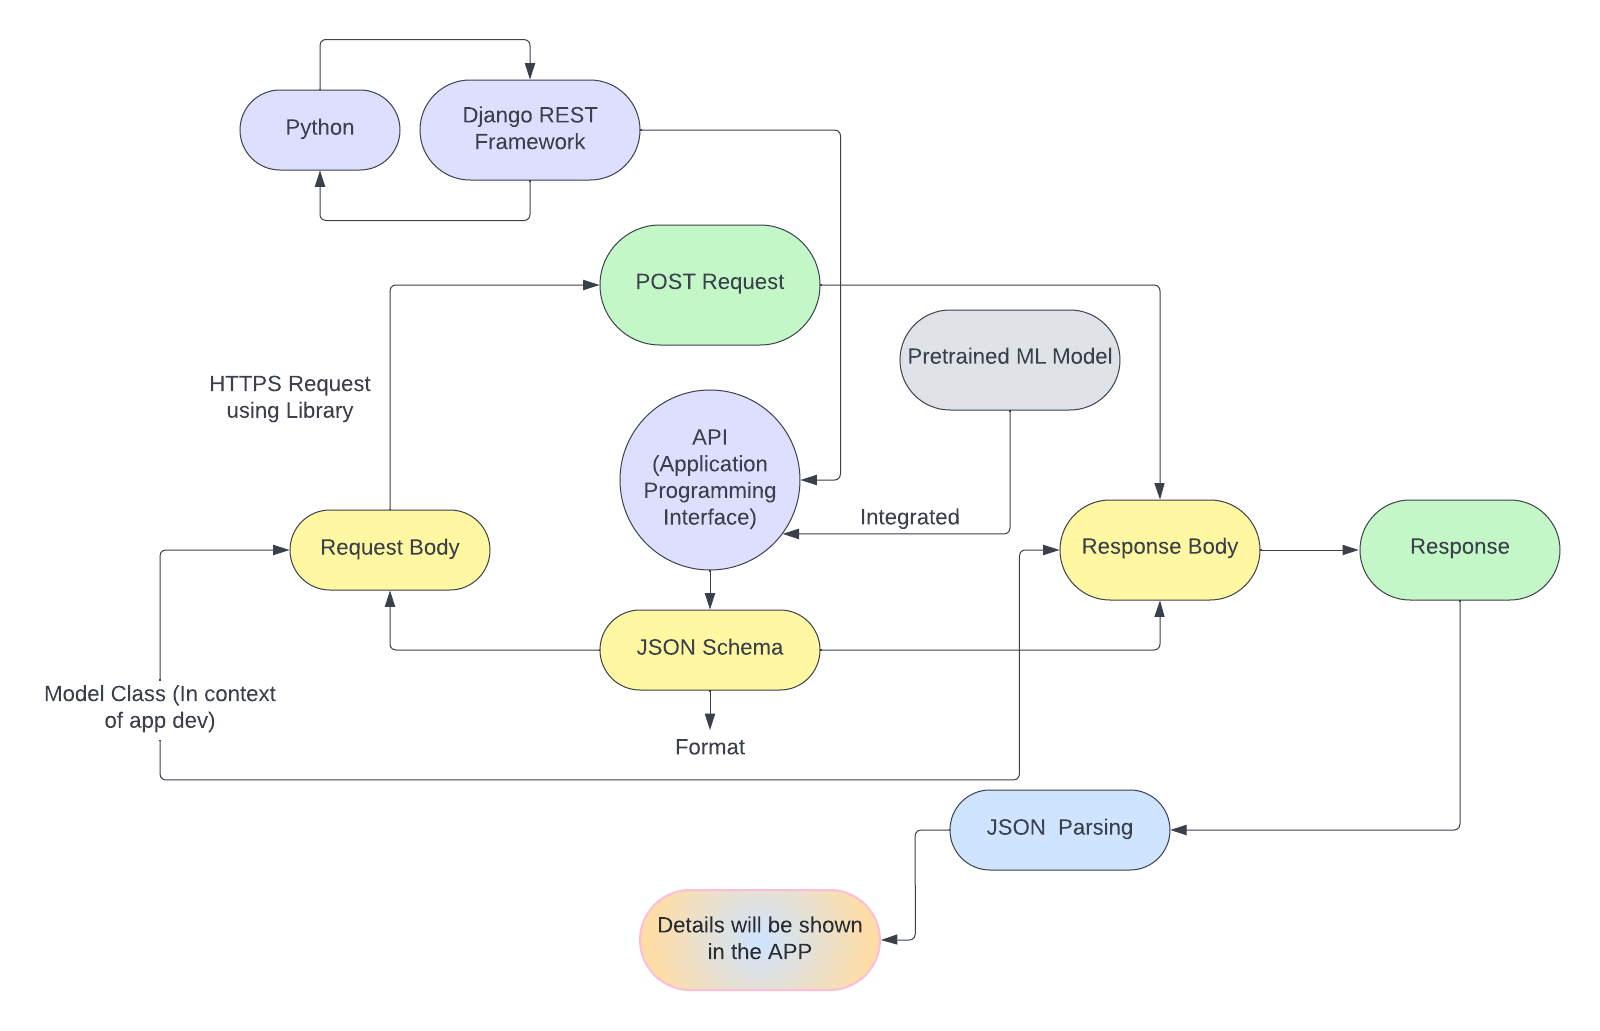 Python
Django REST
Framework
POST Request
Pretrained ML Model
HTTPS Request
using Library
API
(Application
Programming
Interface)
Integrated
Request Body
Response Body
Response
JSON Schema
Model Class (In context
of app dev)
Format
JSON  Parsing
Details will be shown
in the APP